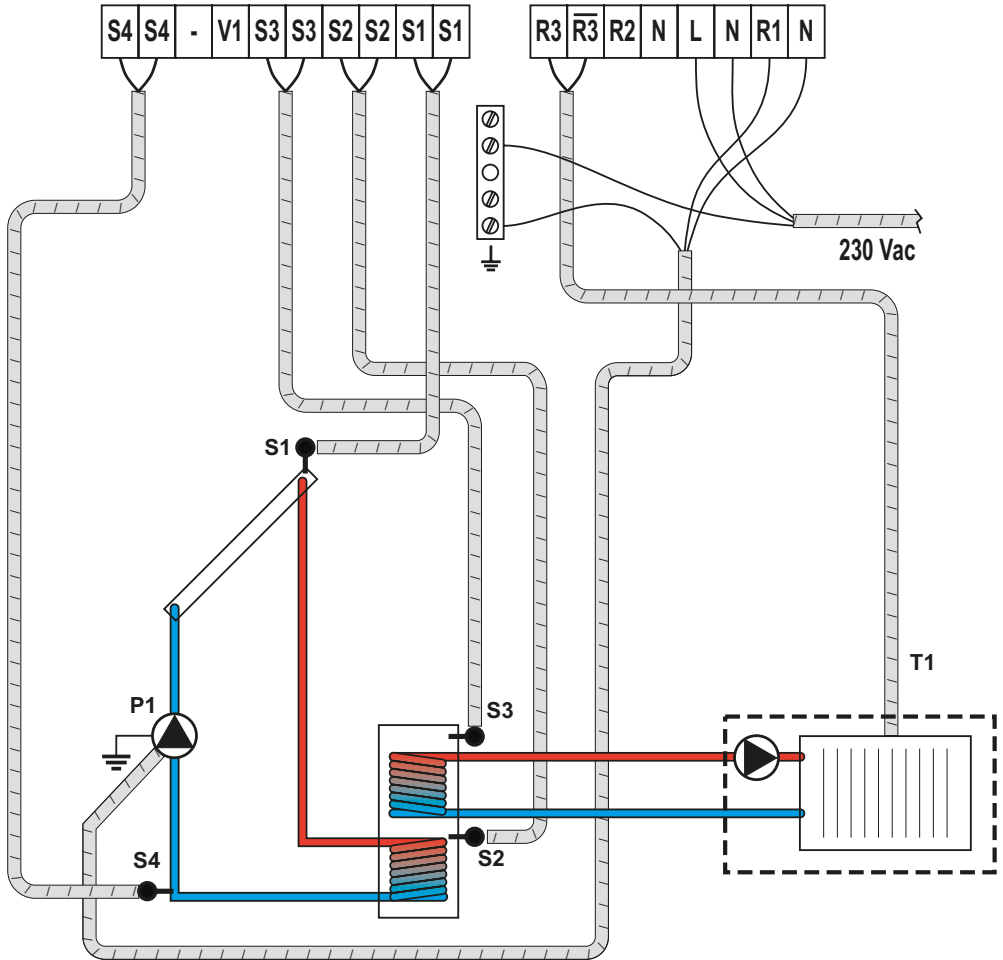 S4 S4 - V1 S3 S3 S2 S2 S1 S1
R3 R̅3̅ R2 N L N R1 N
230 Vac
S1
T1
P1
S3
S2
S4